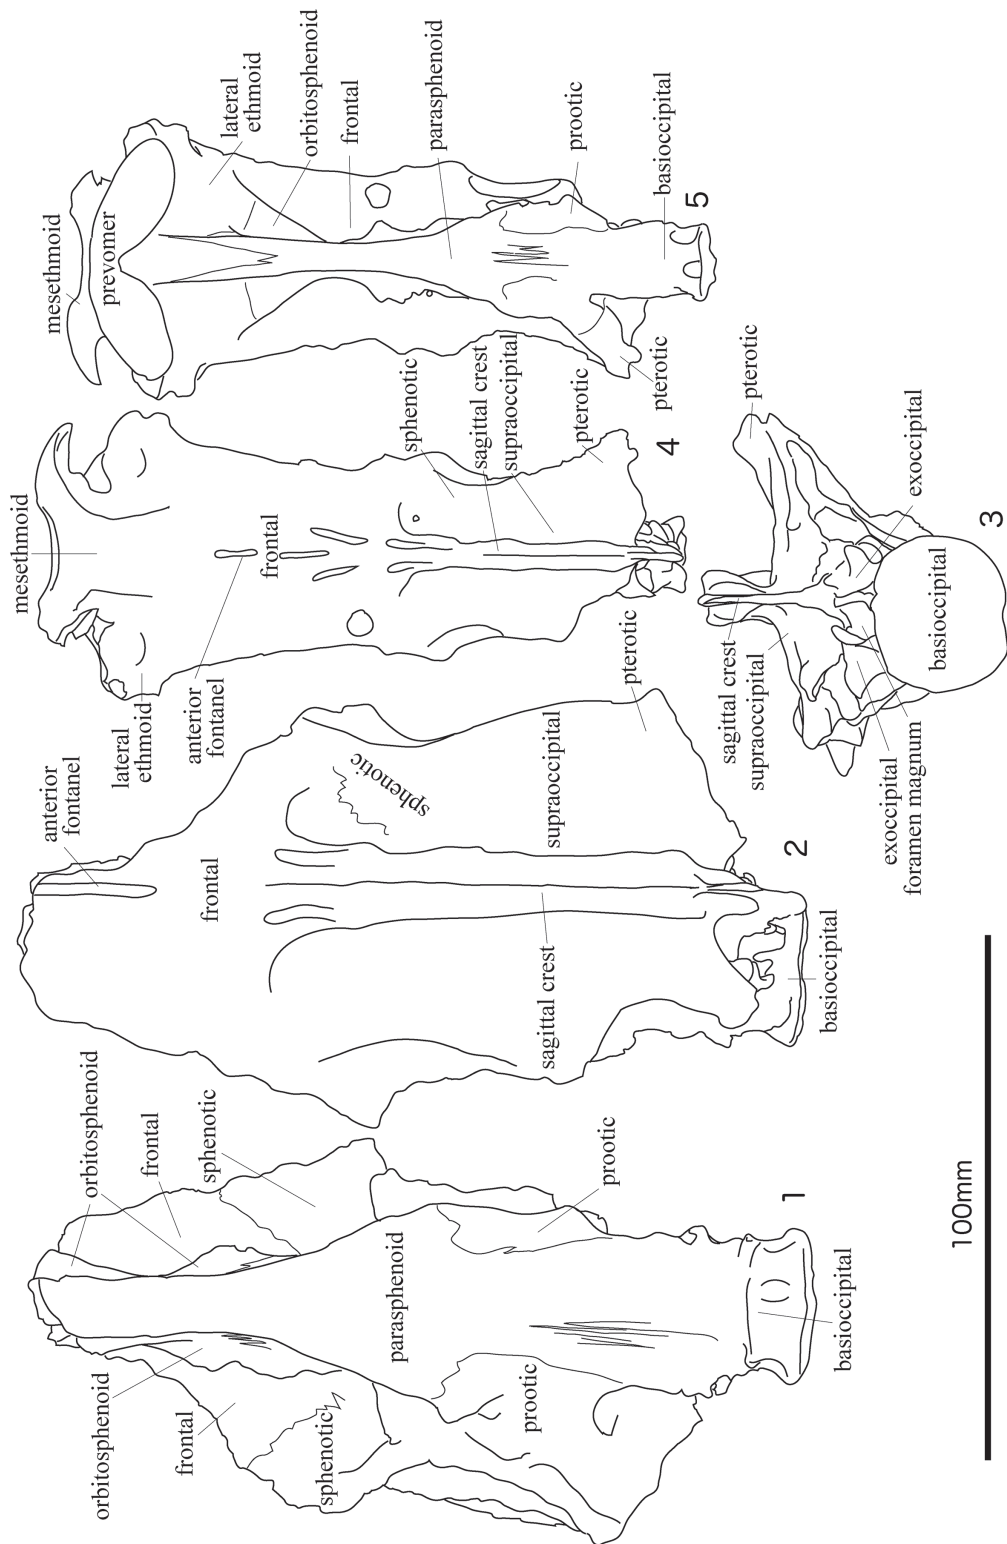 orbitosphenoid
frontal
sphenotic
prootic
parasphenoid
orbitosphenoid
frontal
sphenotic
prootic
basioccipital
1
anterior
fontanel
frontal
sphenotic
supraoccipital
pterotic
sagittal crest
basioccipital
2
sagittal crest
supraoccipital
pterotic
exoccipital
basioccipital
exoccipital
foramen magnum
3
mesethmoid
lateral
ethmoid
anterior
fontanel
frontal
sphenotic
sagittal crest
supraoccipital
pterotic
4
mesethmoid
prevomer
lateral
ethmoid
orbitosphenoid
frontal
parasphenoid
prootic
basioccipital
pterotic
5
100mm